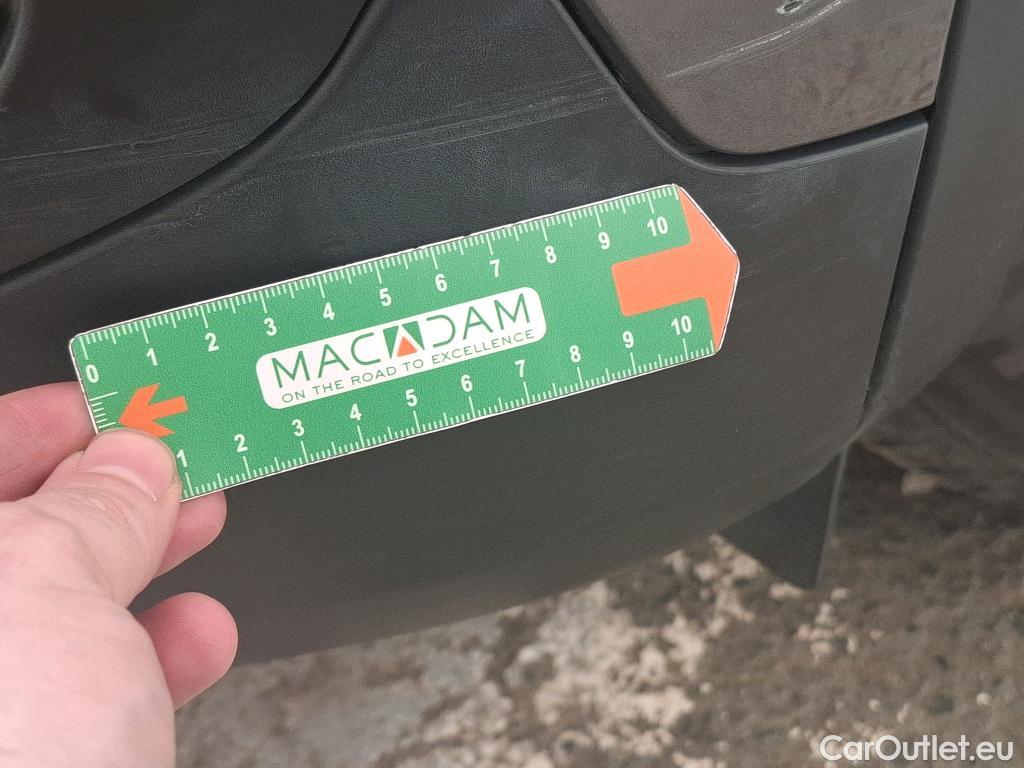 0 1 2 3 4 5 6 7 8 9 10
MACADAM
ON THE ROAD TO EXCELLENCE
1 2 3 4 5 6 7 8 9 10
CarOutlet.eu